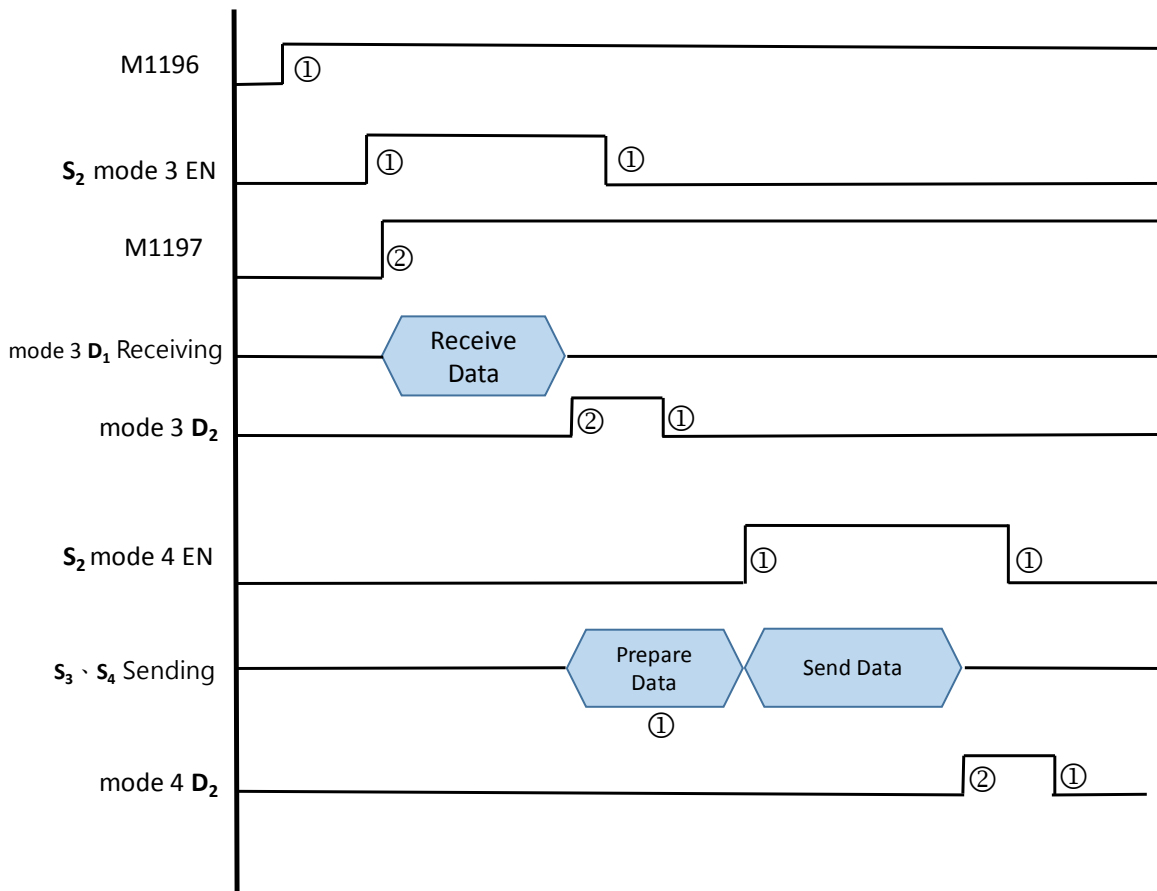 M1196
①
S₂ mode 3 EN
①
①
M1197
②
mode 3 D₁ Receiving
Receive
Data
mode 3 D₂
②
①
S₂ mode 4 EN
①
①
S₃、S₄ Sending
Prepare
Data
①
Send Data
mode 4 D₂
②
①